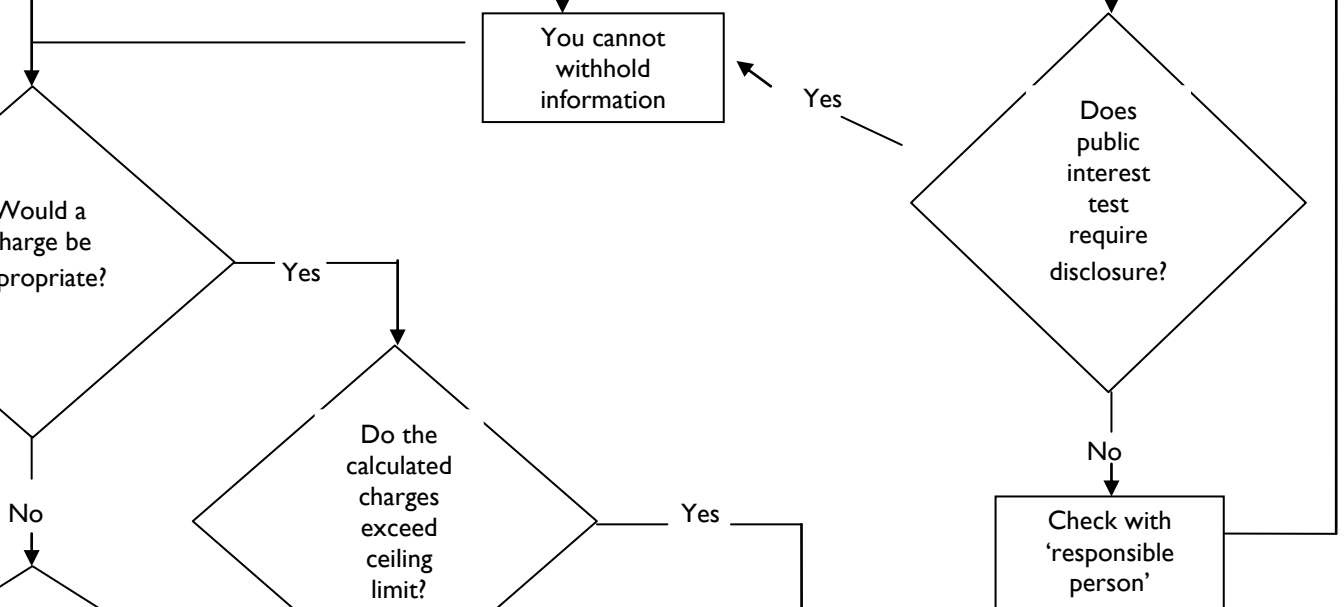 You cannot
withhold
information
Yes
Does
public
interest
test
require
disclosure?
Would a
harge be
propriate?
Yes
No
Do the
calculated
charges
exceed
ceiling
limit?
Yes
No
Check with
‘responsible
person’